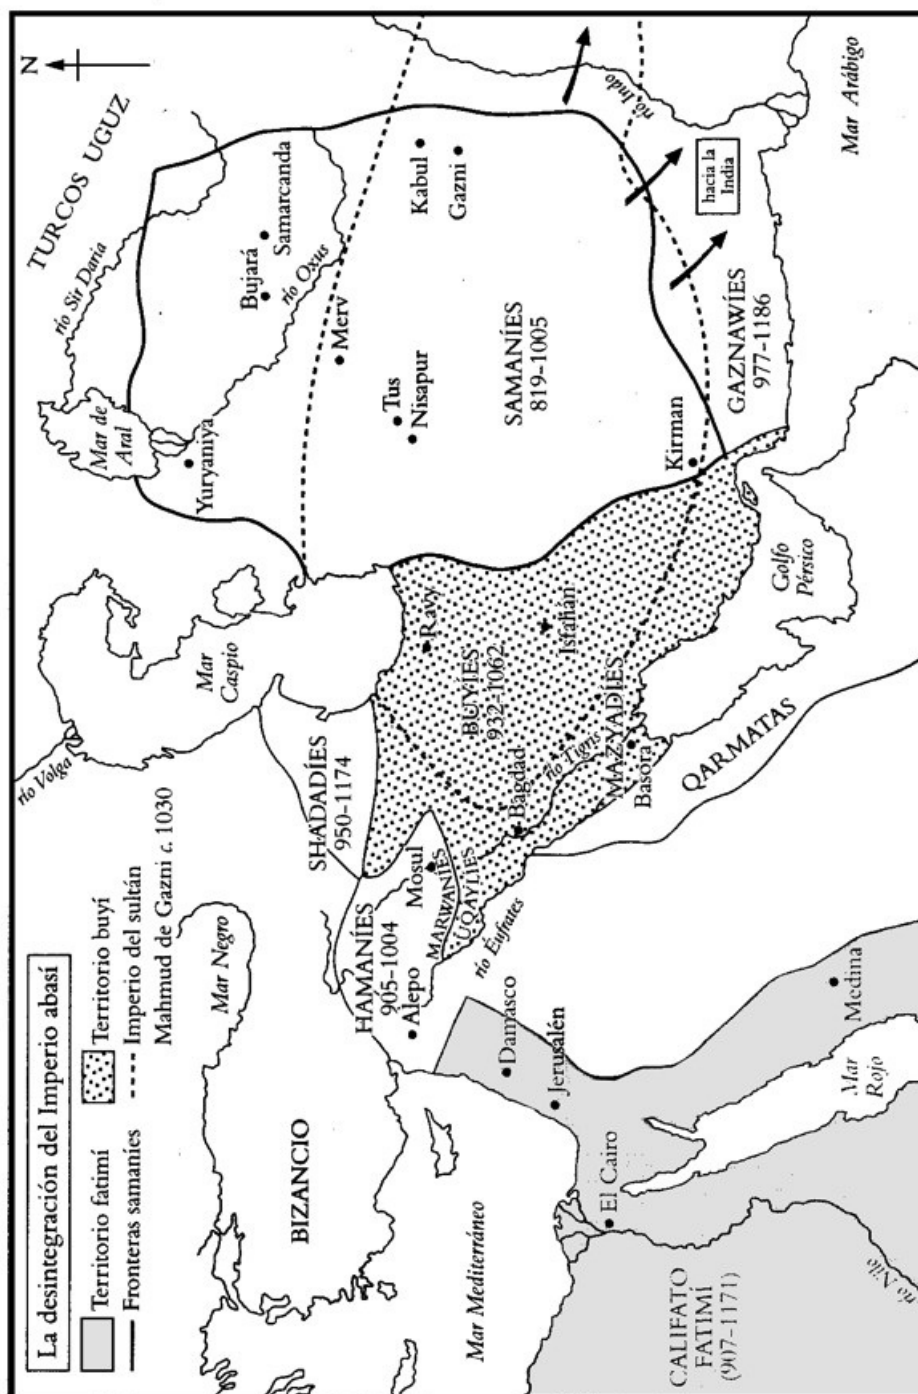 La desintegración del Imperio abasí
Territorio fatimí
Territorio buyí
Fronteras samaníes
Imperio del sultán
Mahmud de Gazni c. 1030
N
TURCOS UGUZ
río Volga
Mar Negro
Mar
Caspio
Mar de
Aral
río Sir Daria
Yuryaniya
Bujará
Samarcanda
río Oxus
BIZANCIO
SHADADÍES
950-1174
HAMANÍES
905-1004
Alepo
Mosul
MARWANÍES
UQAYLÍES
río Éufrates
Merv
Tus
Nisapur
Kabul
Gazni
Rayy
BUYÍES
932-1062
Isfahán
Bagdad
río Tigris
MAZYADÍES
Basora
SAMANÍES
819-1005
Kirman
río Indo
hacia la
India
GAZNAWÍES
977-1186
Mar Arábigo
Golfo
Pérsico
QARMATAS
Mar Mediterráneo
Damasco
Jerusalén
El Cairo
CALIFATO
FATIMÍ
(907-1171)
río Nilo
Mar
Rojo
Medina